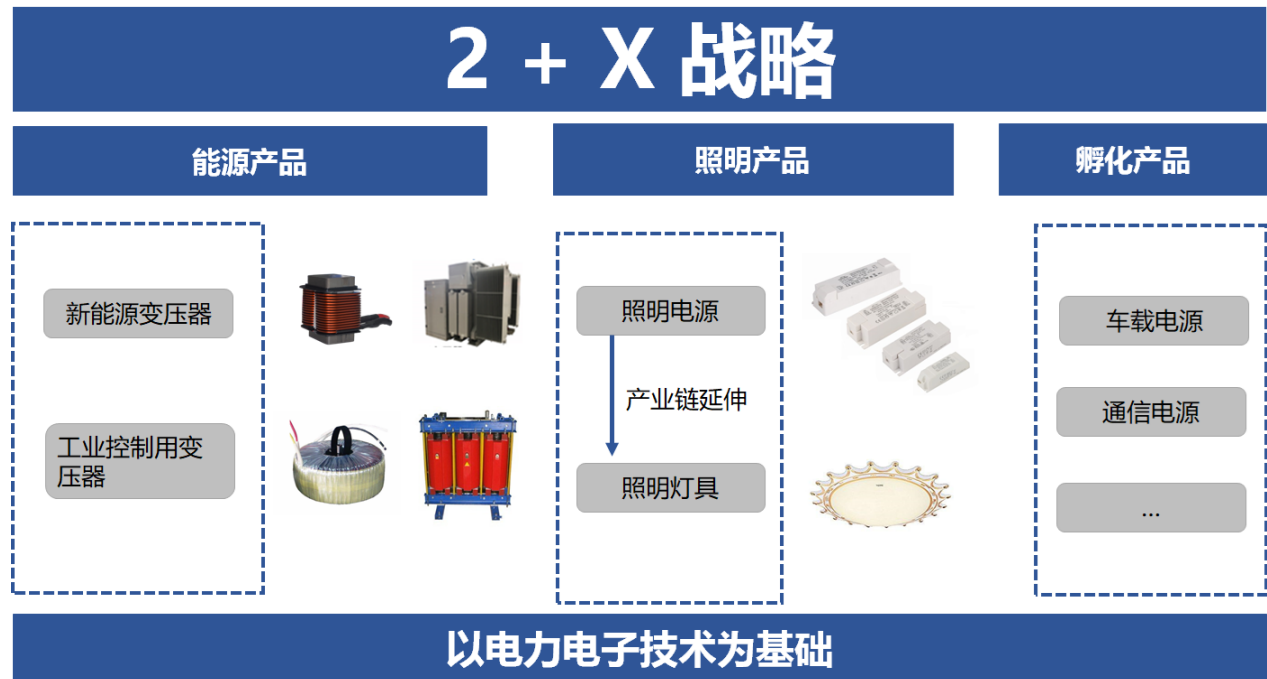 2 + X 战略
能源产品
照明产品
孵化产品
新能源变压器
工业控制用变
压器
照明电源
产业链延伸
照明灯具
车载电源
通信电源
...
以电力电子技术为基础